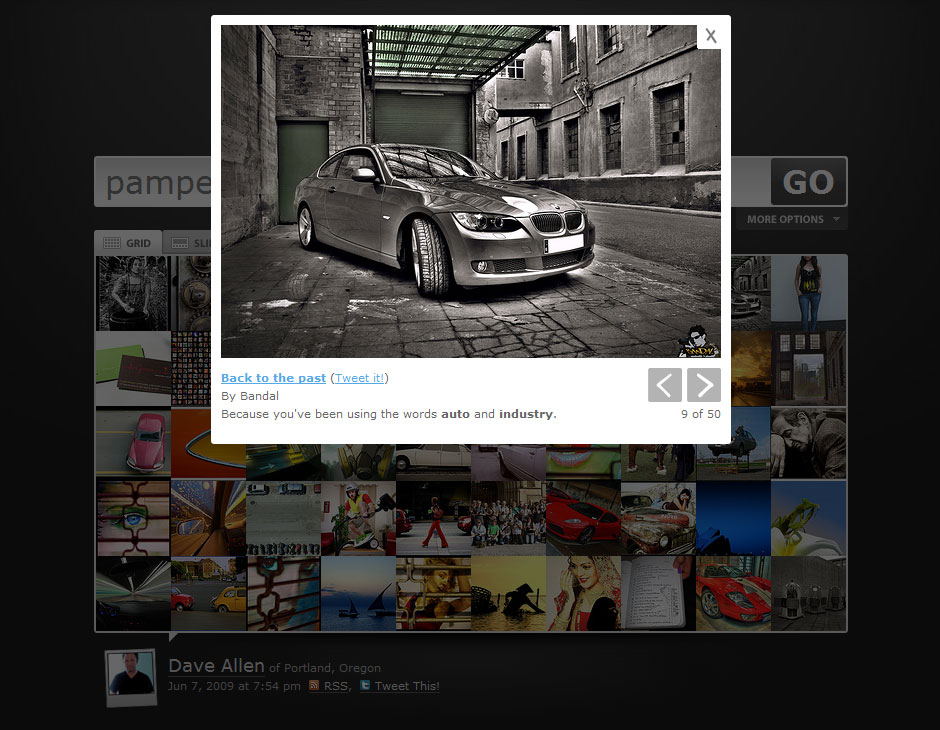 X
pampe
GO
MORE OPTIONS
GRID
SLI
Back to the past (Tweet it!)
By Bandal
Because you've been using the words auto and industry.
9 of 50
Dave Allen of Portland, Oregon
Jun 7, 2009 at 7:54 pm RSS, Tweet This!